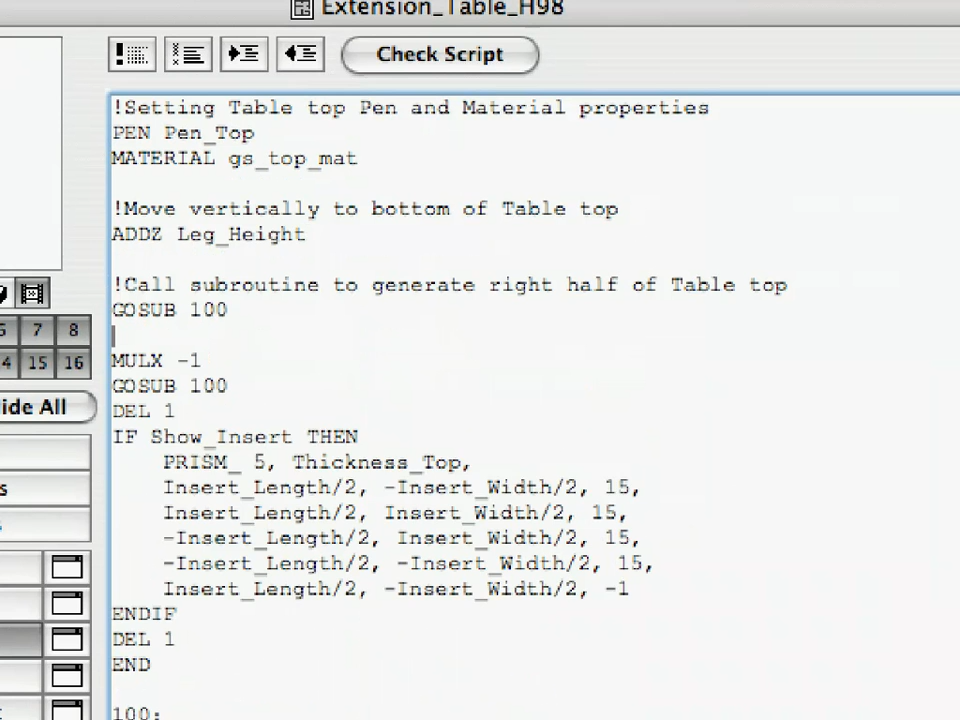 Extension_Table_H98
Check Script
!Setting Table top Pen and Material properties
PEN Pen_Top
MATERIAL gs_top_mat
!Move vertically to bottom of Table top
ADDZ Leg_Height
!Call subroutine to generate right half of Table top
GOSUB 100
MULX -1
GOSUB 100
DEL 1
IF Show_Insert THEN
PRISM_ 5, Thickness_Top,
Insert_Length/2, -Insert_Width/2, 15,
Insert_Length/2, Insert_Width/2, 15,
-Insert_Length/2, Insert_Width/2, 15,
-Insert_Length/2, -Insert_Width/2, 15,
Insert_Length/2, -Insert_Width/2, -1
ENDIF
DEL 1
END
100:
7 8
4 15 16
ide All
s